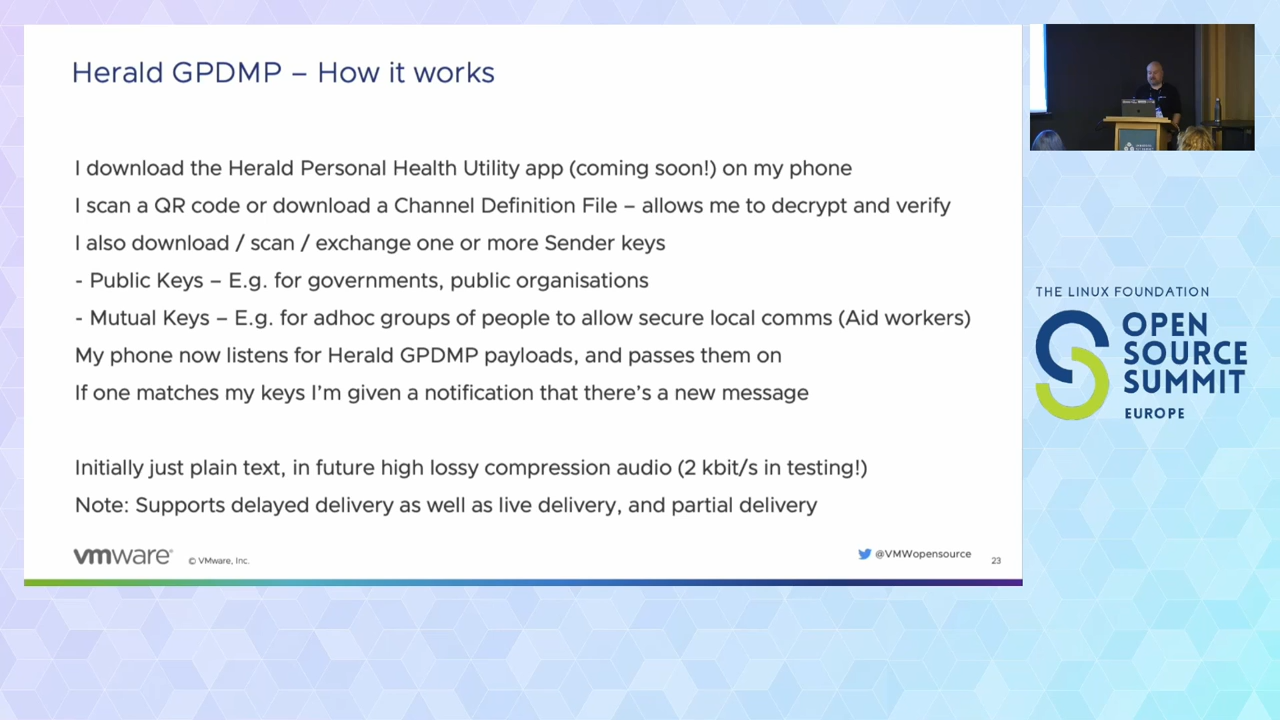 Herald GPDMP – How it works
I download the Herald Personal Health Utility app (coming soon!) on my phone
I scan a QR code or download a Channel Definition File – allows me to decrypt and verify
I also download / scan / exchange one or more Sender keys
- Public Keys – E.g. for governments, public organisations
- Mutual Keys – E.g. for adhoc groups of people to allow secure local comms (Aid workers)
My phone now listens for Herald GPDMP payloads, and passes them on
If one matches my keys I’m given a notification that there’s a new message
Initially just plain text, in future high lossy compression audio (2 kbit/s in testing!)
Note: Supports delayed delivery as well as live delivery, and partial delivery
vmware® © VMware, Inc.
@VMWopensource
23
THE LINUX FOUNDATION
OPEN
SOURCE
SUMMIT
EUROPE